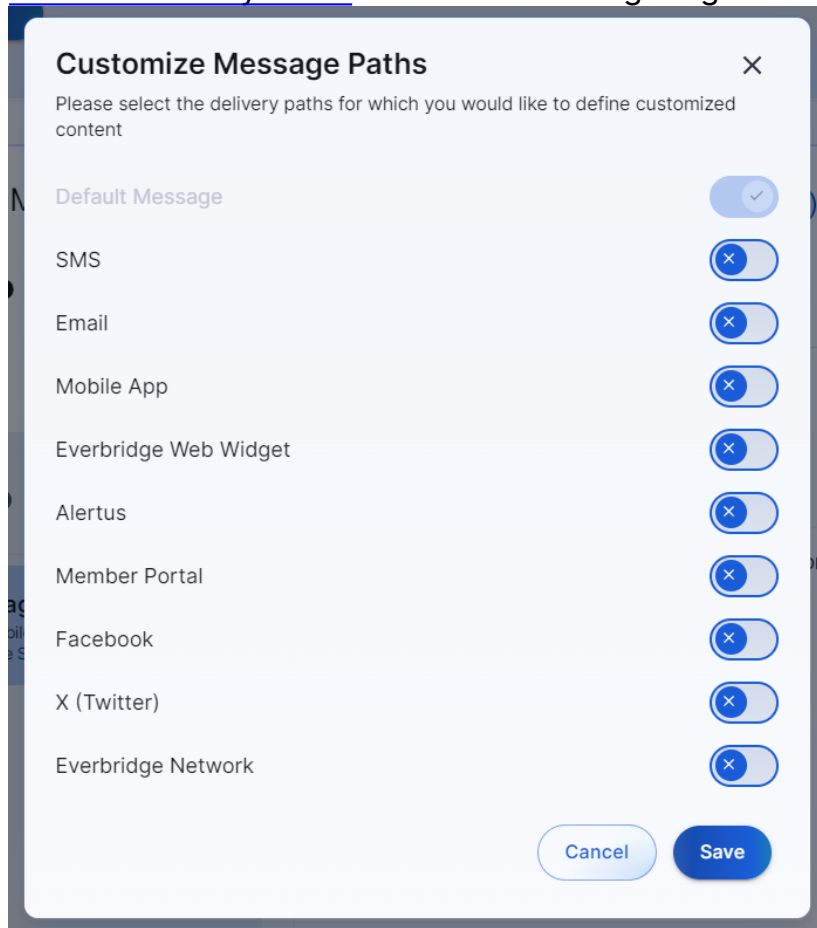 Customize Message Paths
Please select the delivery paths for which you would like to define customized
content
Default Message
SMS
Email
Mobile App
Everbridge Web Widget
Alertus
Member Portal
Facebook
X (Twitter)
Everbridge Network
Cancel
Save